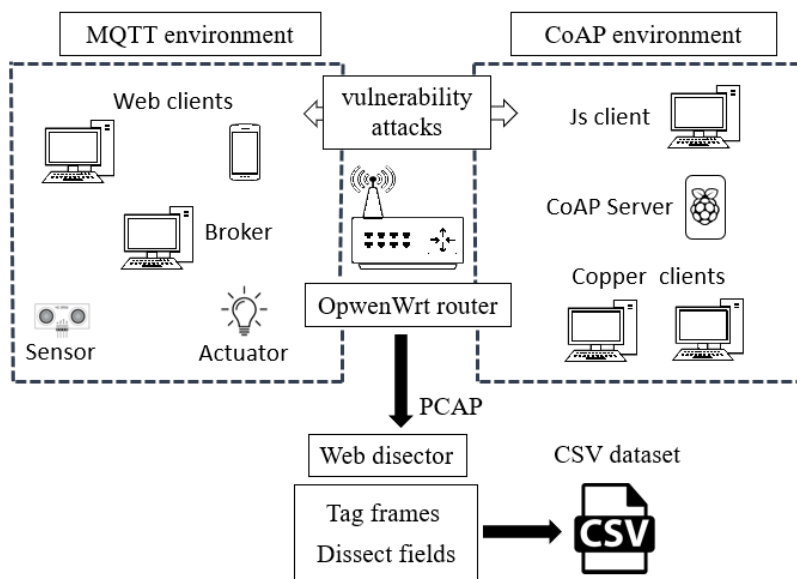 MQTT environment
CoAP environment
Web clients
vulnerability
attacks
Js client
CoAP Server
Broker
Copper clients
OpwenWrt router
Sensor
Actuator
PCAP
Web disector
CSV dataset
Tag frames
Dissect fields
CSV